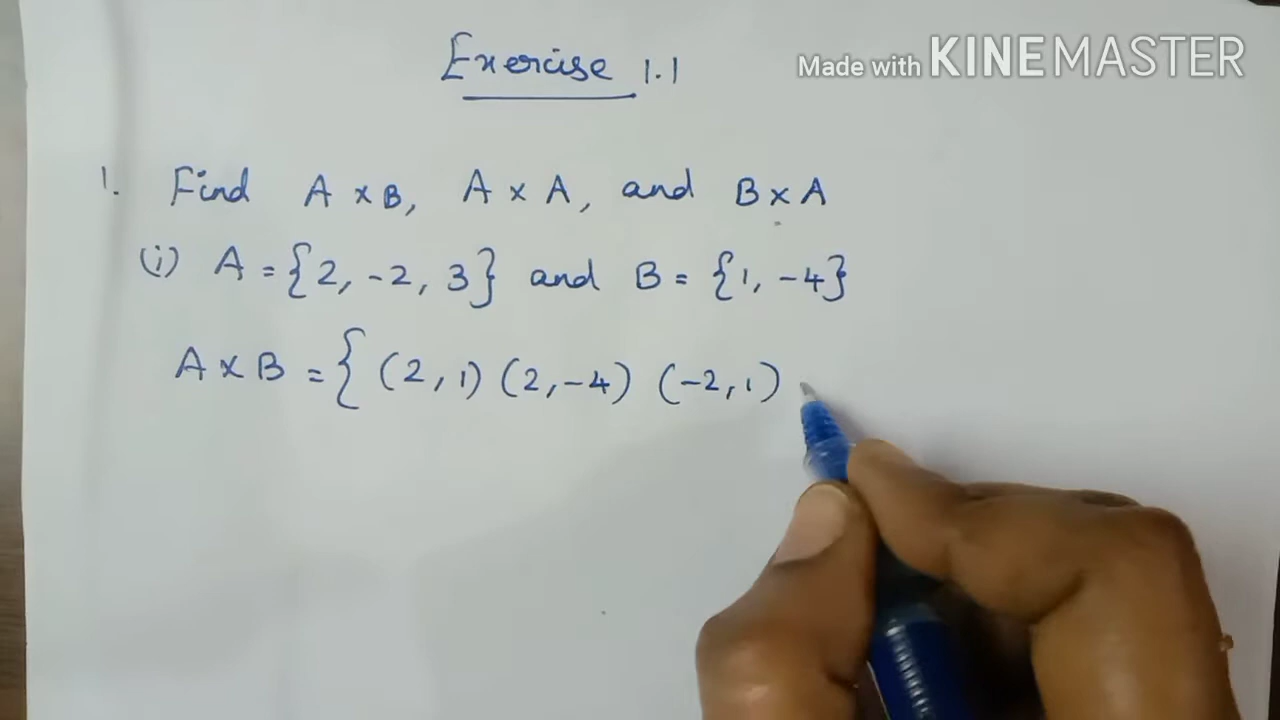 Made with KINEMASTER
Exercise 1.1
1. Find A × B, A × A, and B × A
(i) A = {2, -2, 3} and B = {1, -4}
A × B = { (2, 1) (2, -4) (-2, 1)